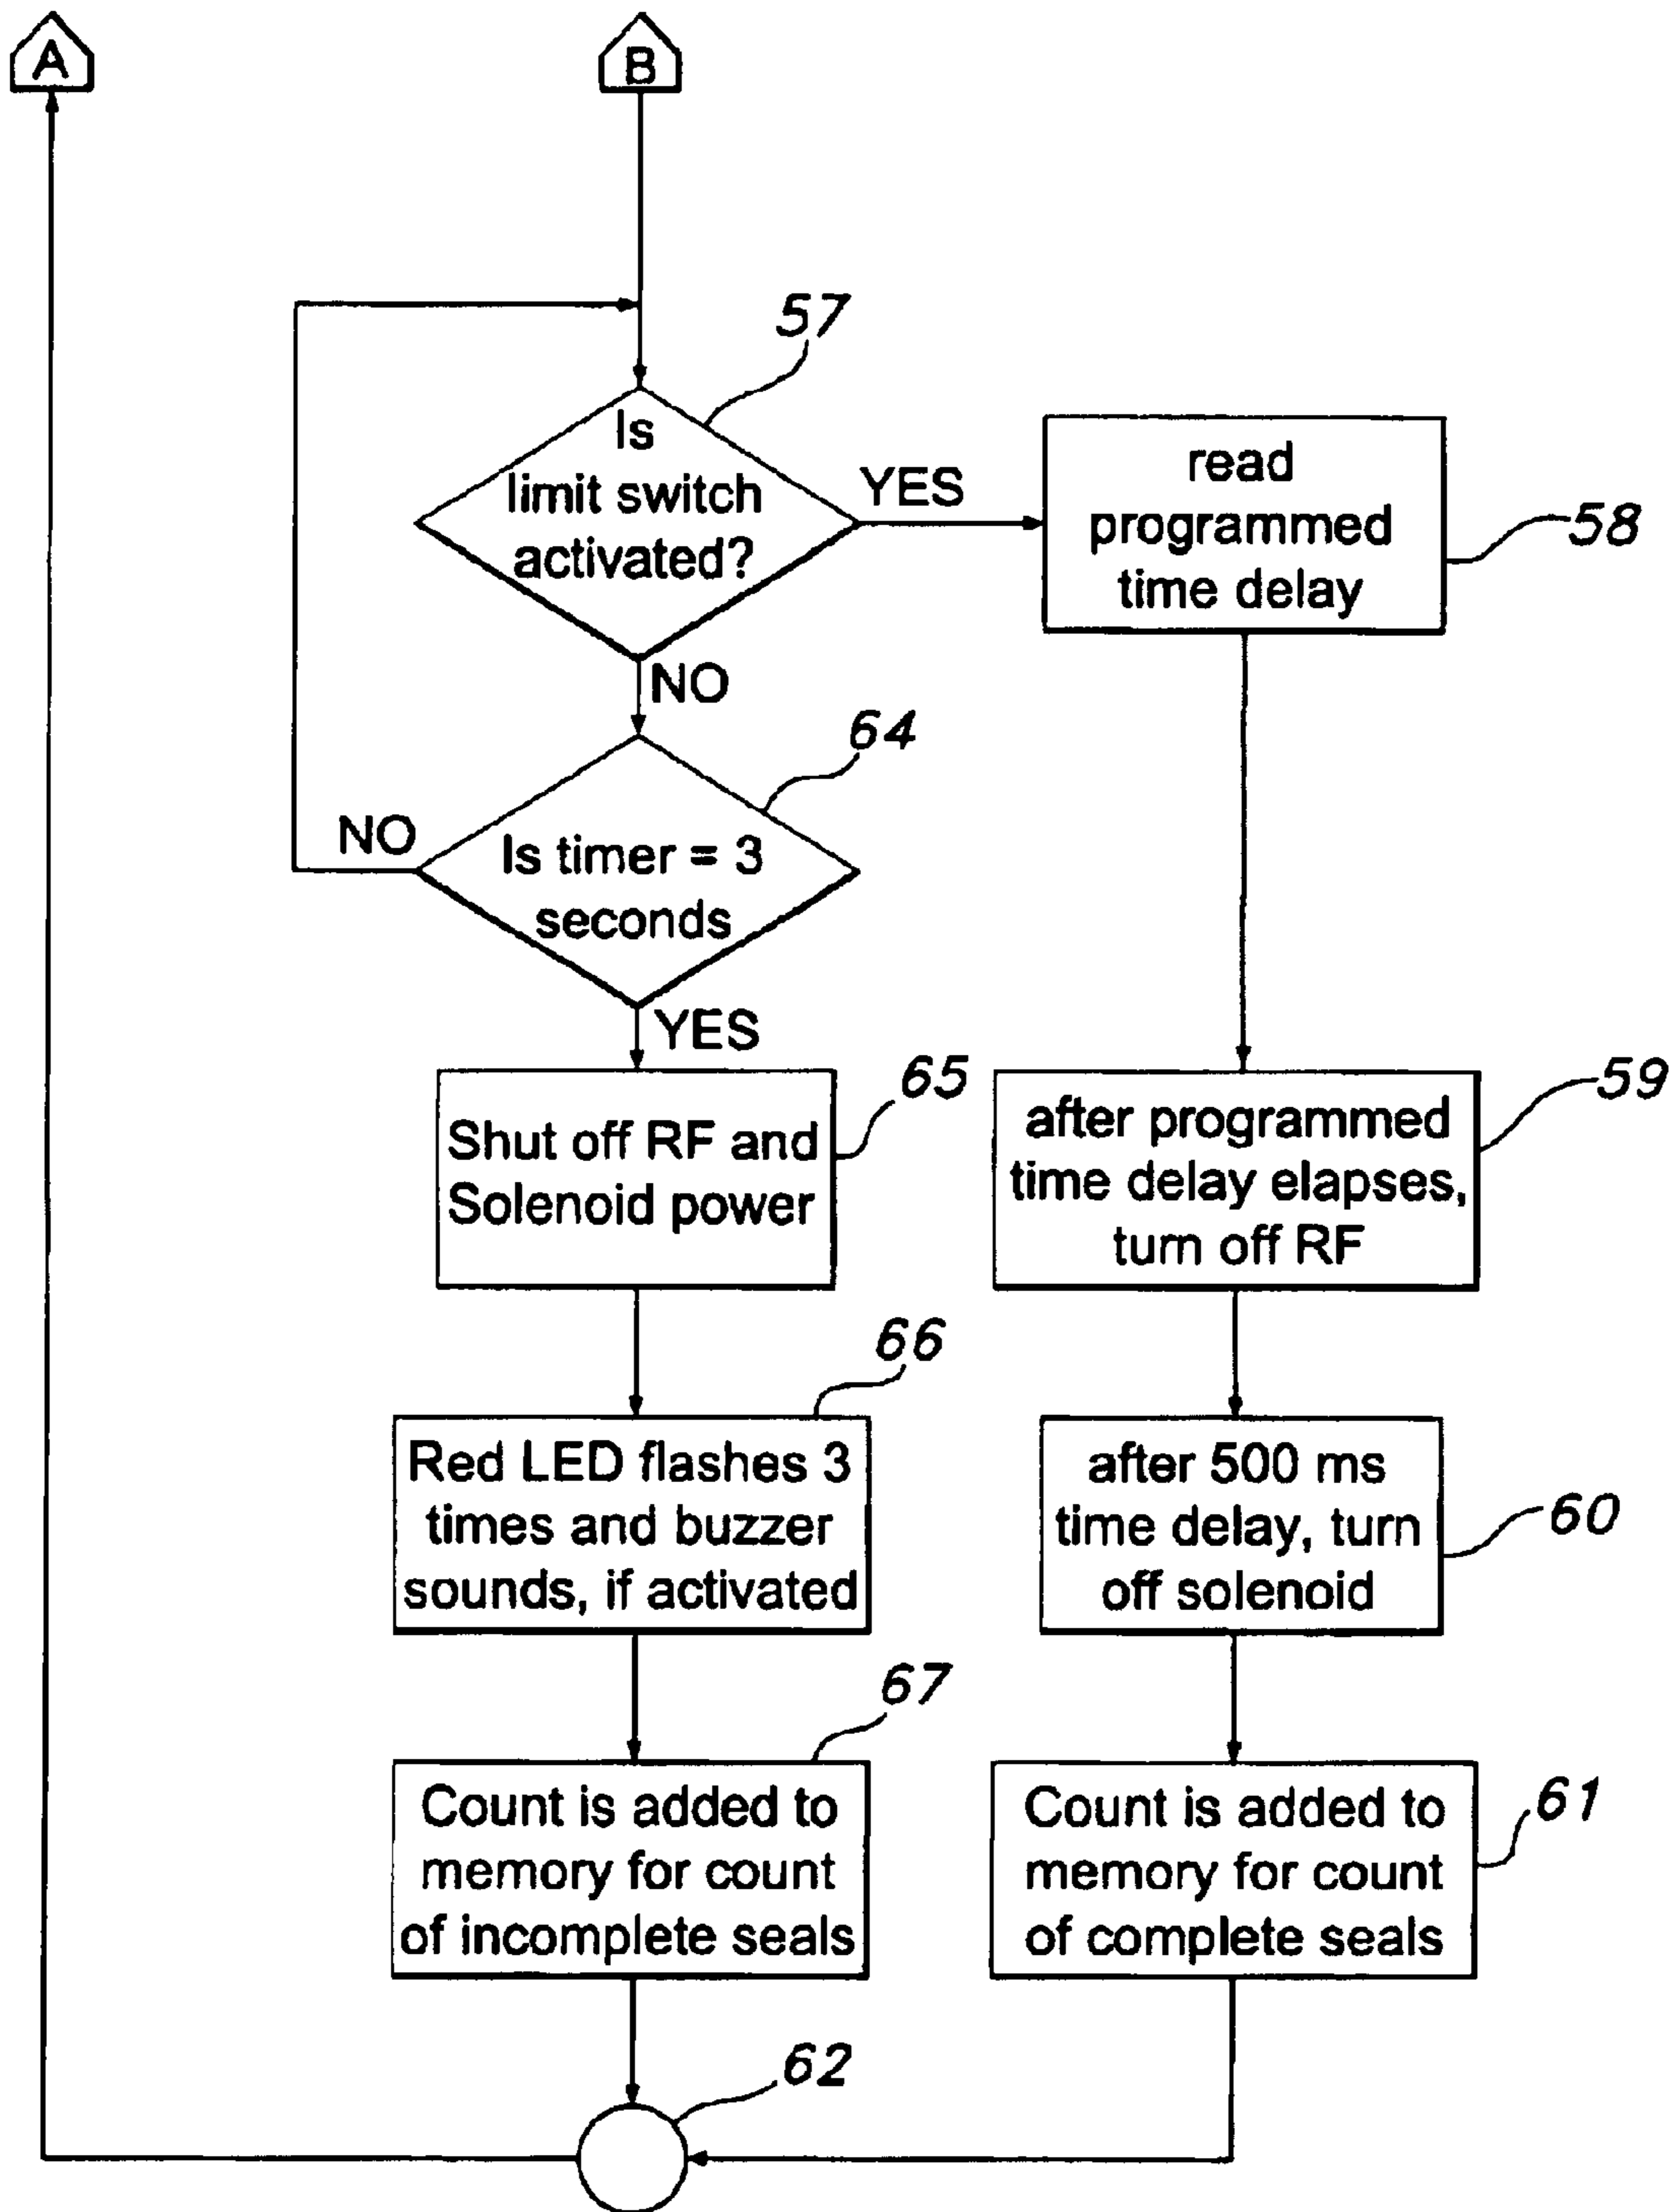 A
B
57
Is
limit switch
activated?
YES
read
programmed
time delay
58
NO
64
NO
Is timer = 3
seconds
YES
65
Shut off RF and
Solenoid power
59
after programmed
time delay elapses,
turn off RF
66
Red LED flashes 3
times and buzzer
sounds, if activated
after 500 ms
time delay, turn
off solenoid
60
67
Count is added to
memory for count
of incomplete seals
Count is added to
memory for count
of complete seals
61
62